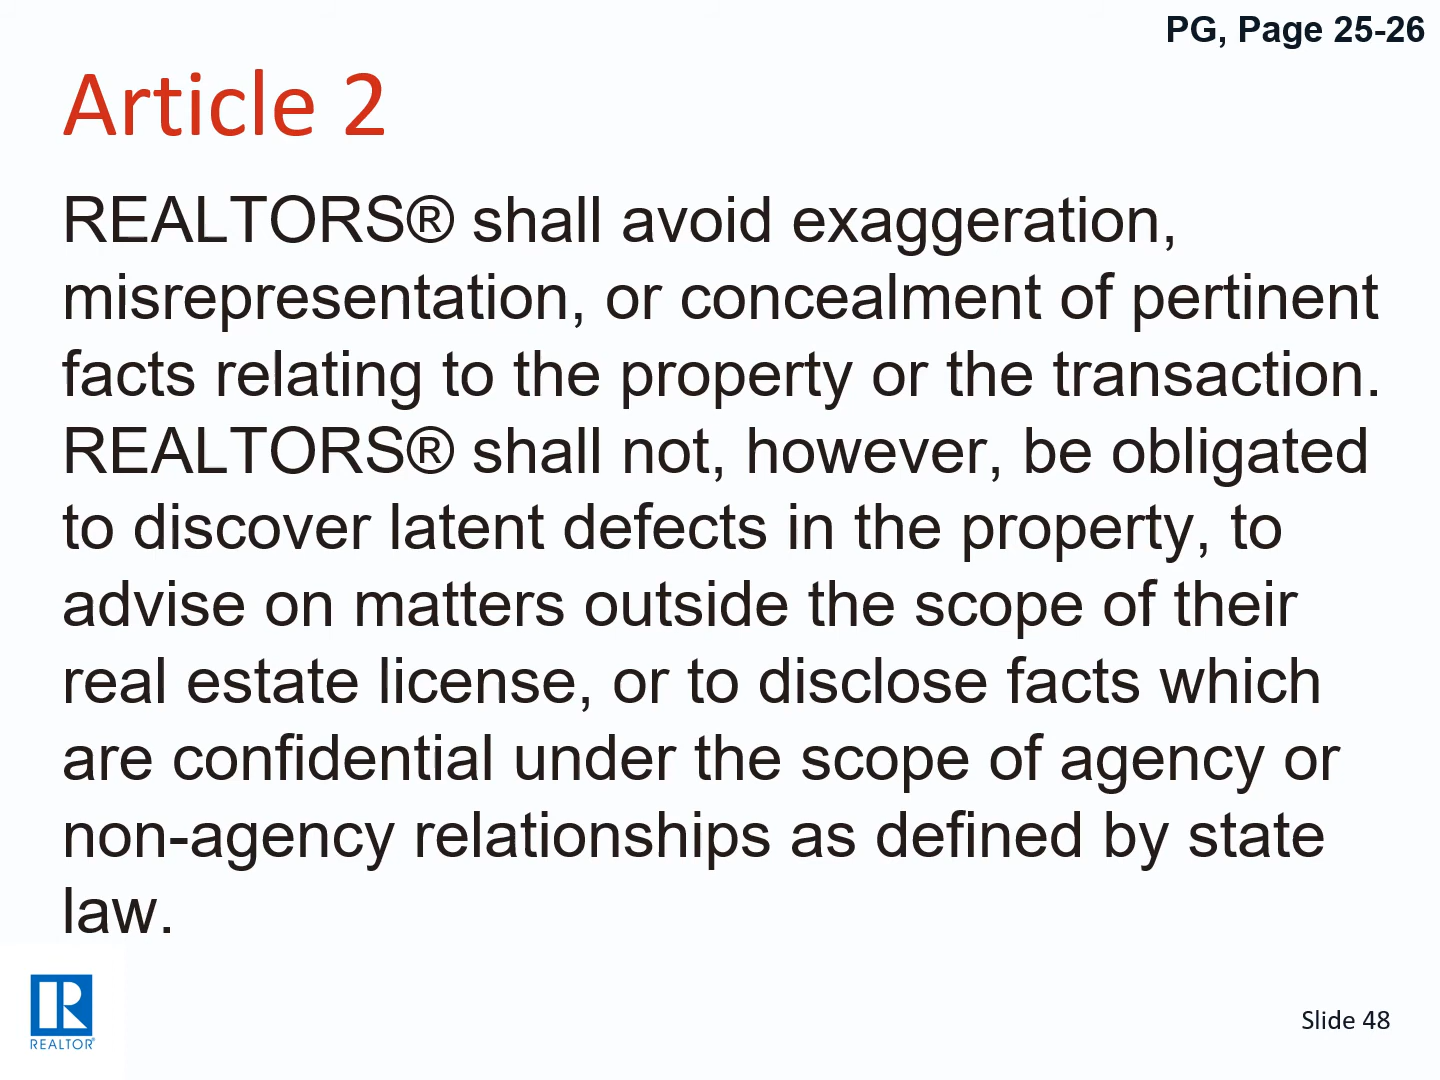 PG, Page 25-26
Article 2
REALTORS® shall avoid exaggeration,
misrepresentation, or concealment of pertinent
facts relating to the property or the transaction.
REALTORS® shall not, however, be obligated
to discover latent defects in the property, to
advise on matters outside the scope of their
real estate license, or to disclose facts which
are confidential under the scope of agency or
non-agency relationships as defined by state
law.
R
REALTOR®
Slide 48